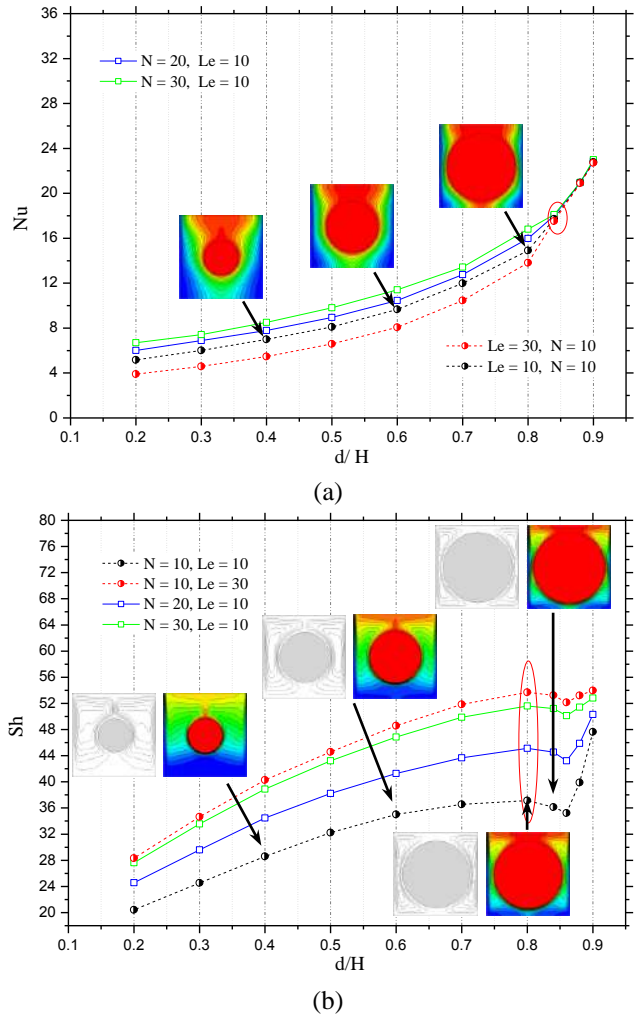 36
32
28
24
20
16
12
8
4
0
Nu
N = 20, Le = 10
N = 30, Le = 10
Le = 30, N = 10
Le = 10, N = 10
0.1 0.2 0.3 0.4 0.5 0.6 0.7 0.8 0.9
d/ H
(a)
80
76
72
68
64
60
56
52
48
44
40
36
32
28
24
20
Sh
N = 10, Le = 10
N = 10, Le = 30
N = 20, Le = 10
N = 30, Le = 10
0.1 0.2 0.3 0.4 0.5 0.6 0.7 0.8 0.9
d/H
(b)